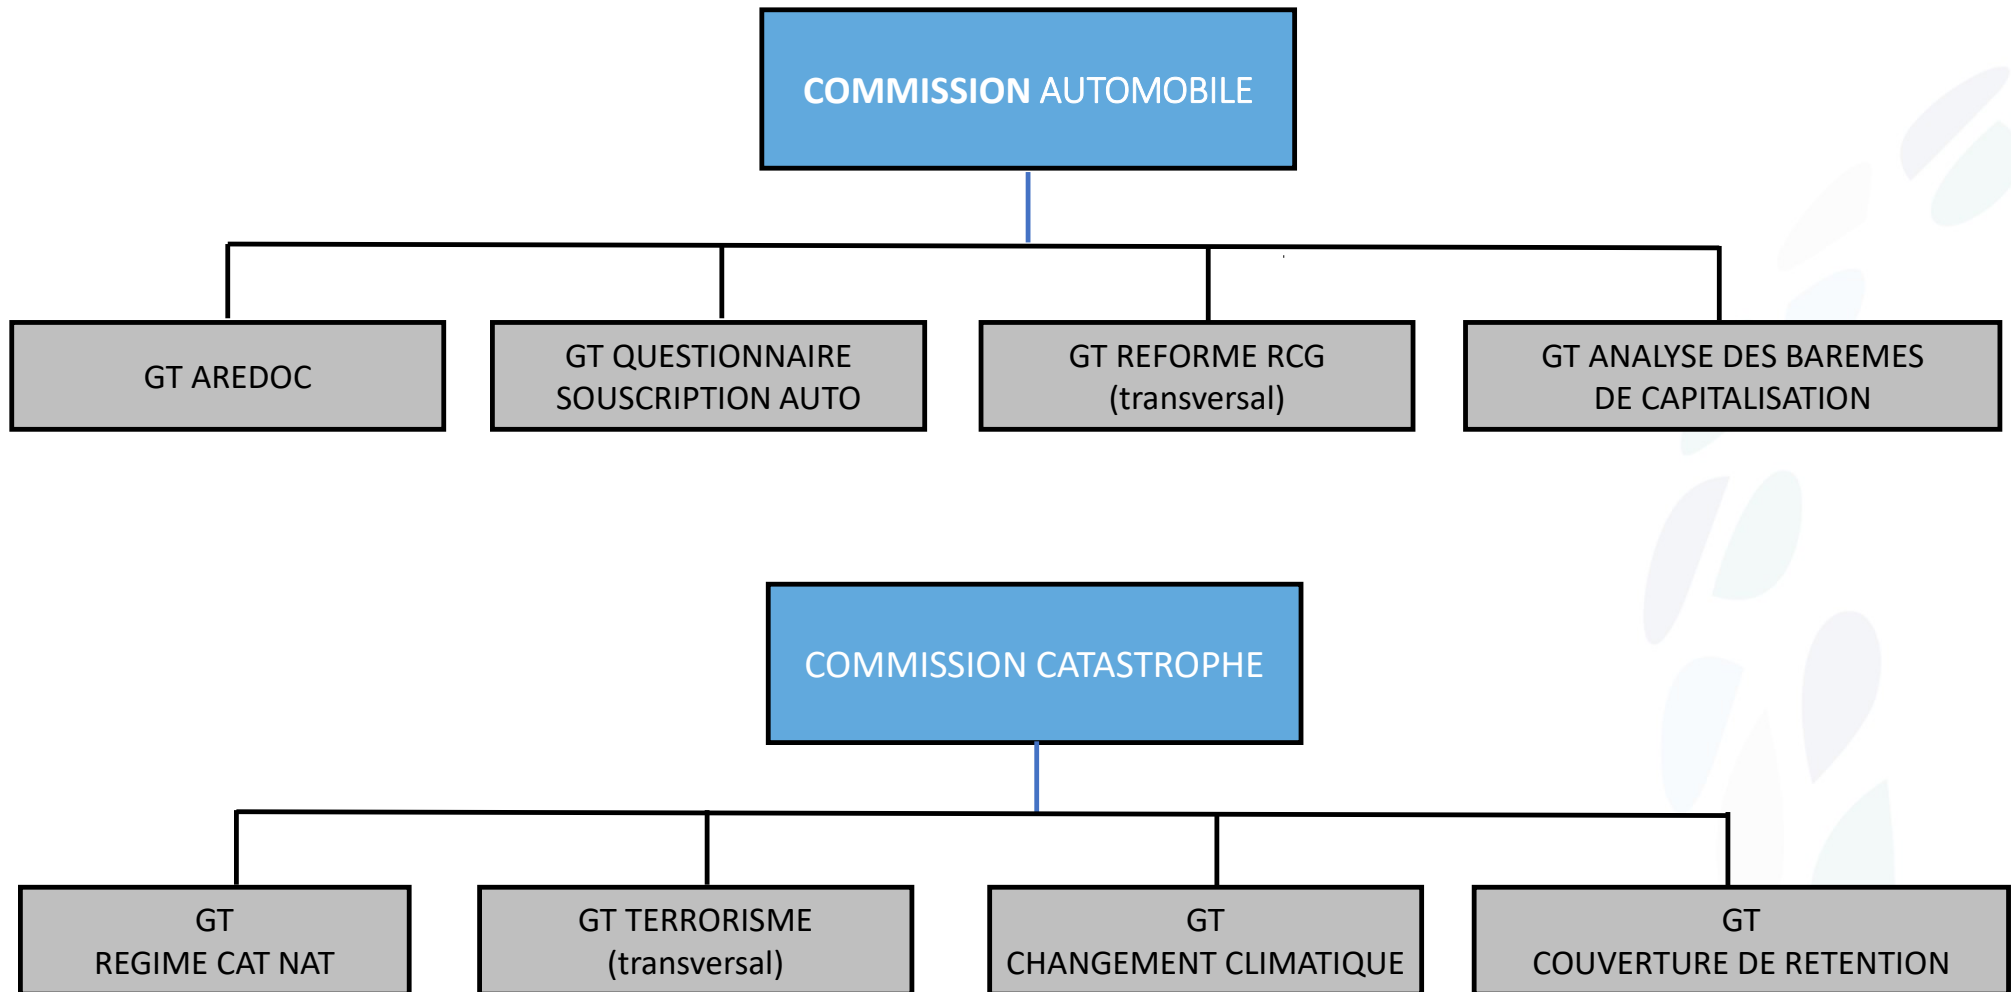 COMMISSION AUTOMOBILE
GT AREDOC
GT QUESTIONNAIRE
SOUSCRIPTION AUTO
GT REFORME RCG
(transversal)
GT ANALYSE DES BAREMES
DE CAPITALISATION
COMMISSION CATASTROPHE
GT
REGIME CAT NAT
GT TERRORISME
(transversal)
GT
CHANGEMENT CLIMATIQUE
GT
COUVERTURE DE RETENTION